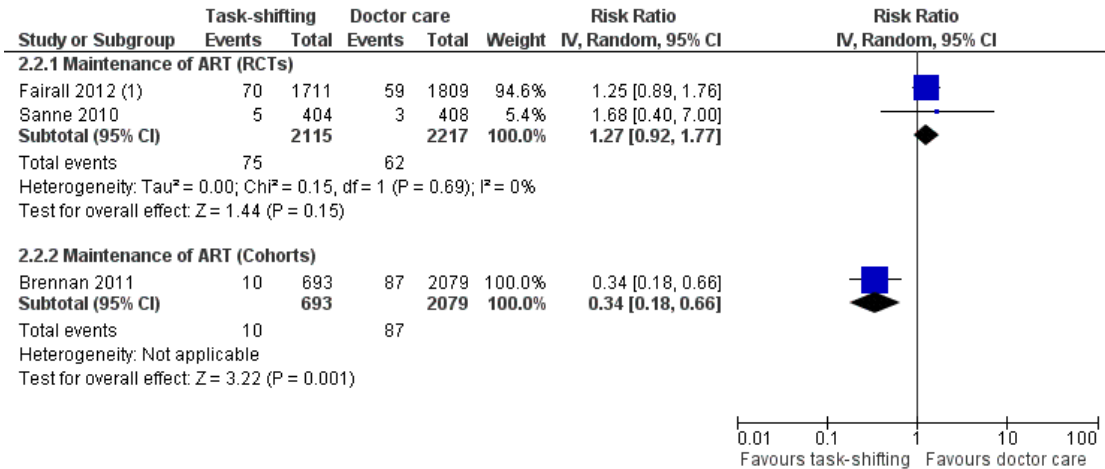 Task-shifting Doctor care Risk Ratio Risk Ratio
Study or Subgroup Events Total Events Total Weight IV, Random, 95% CI IV, Random, 95% CI
2.2.1 Maintenance of ART (RCTs)
Fairall 2012 (1) 70 1711 59 1809 94.6% 1.25 [0.89, 1.76]
Sanne 2010 5 404 3 408 5.4% 1.68 [0.40, 7.00]
Subtotal (95% CI) 2115 2217 100.0% 1.27 [0.92, 1.77]
Total events 75 62
Heterogeneity: Tau² = 0.00; Chi² = 0.15, df = 1 (P = 0.69); I² = 0%
Test for overall effect: Z = 1.44 (P = 0.15)
2.2.2 Maintenance of ART (Cohorts)
Brennan 2011 10 693 87 2079 100.0% 0.34 [0.18, 0.66]
Subtotal (95% CI) 693 2079 100.0% 0.34 [0.18, 0.66]
Total events 10 87
Heterogeneity: Not applicable
Test for overall effect: Z = 3.22 (P = 0.001)
0.01 0.1 1 10 100
Favours task-shifting Favours doctor care